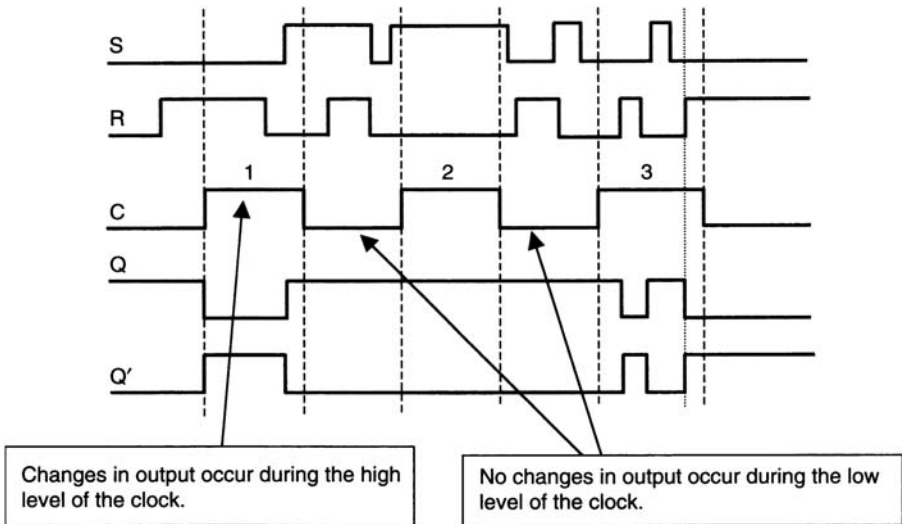 S
R
1
2
3
C
Q
Q′
Changes in output occur during the high
level of the clock.
No changes in output occur during the low
level of the clock.